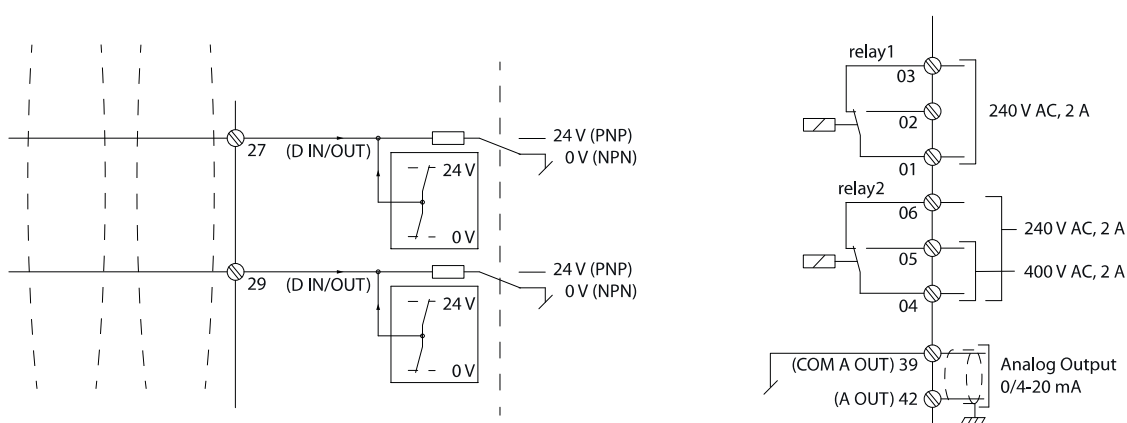 27
(D IN/OUT)
24 V (PNP)
0 V (NPN)
24 V
0 V
29
(D IN/OUT)
24 V (PNP)
0 V (NPN)
24 V
0 V
relay1
03
02
240 V AC, 2 A
01
relay2
06
240 V AC, 2 A
05
400 V AC, 2 A
04
(COM A OUT) 39
Analog Output
0/4-20 mA
(A OUT) 42